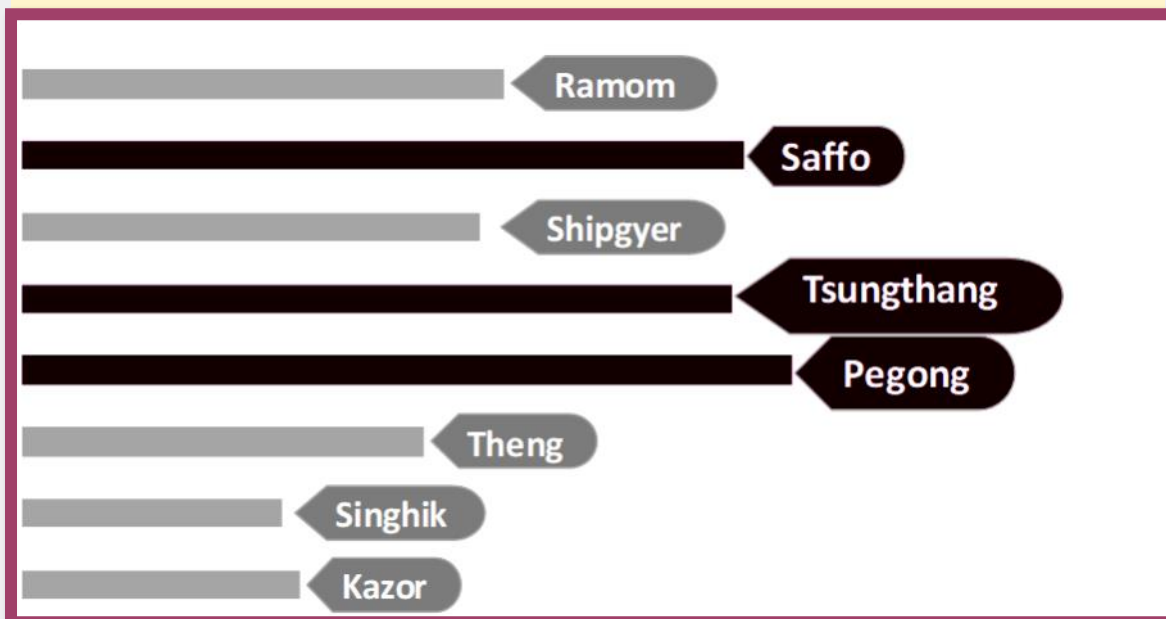 Ramom
Saffo
Shipgyer
Tsungthang
Pegong
Theng
Singhik
Kazor